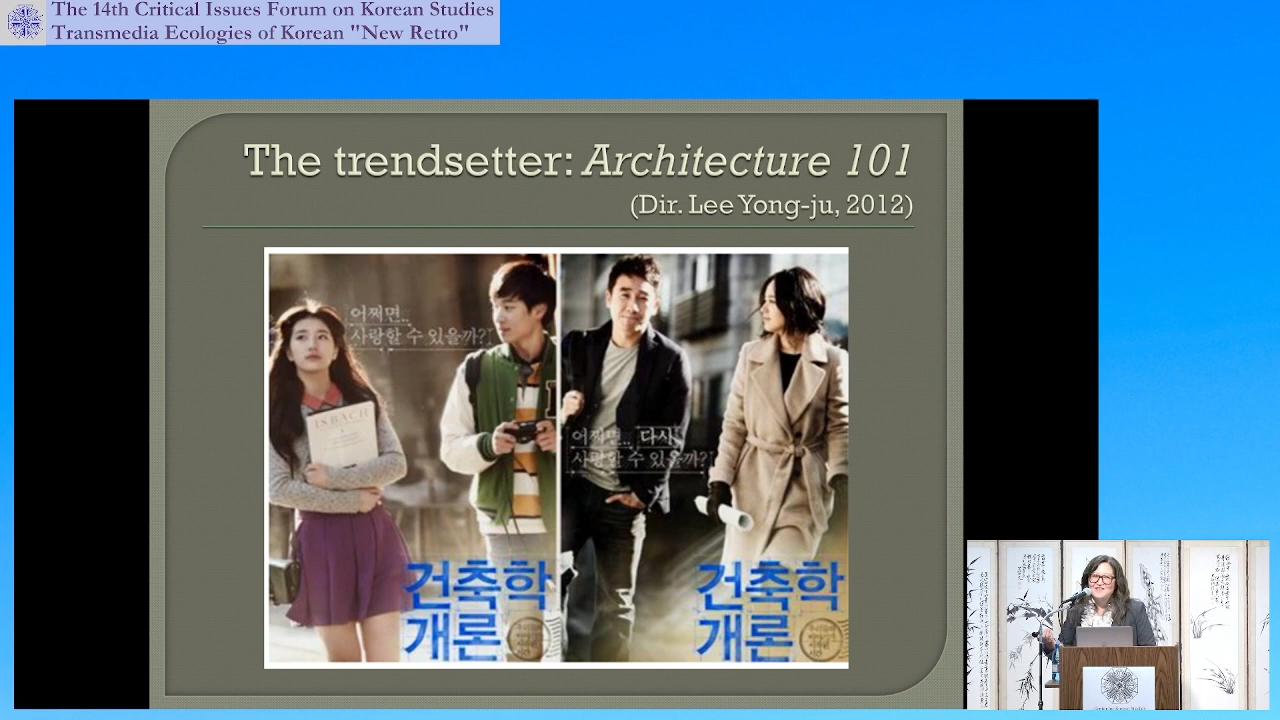 The 14th Critical Issues Forum on Korean Studies
Transmedia Ecologies of Korean "New Retro"
The trendsetter: Architecture 101
(Dir. Lee Yong-ju, 2012)
어쩌면..
사랑할 수 있을까?
어쩌면.. 다시
사랑할 수 있을까?
건축학
개론
건축학
개론